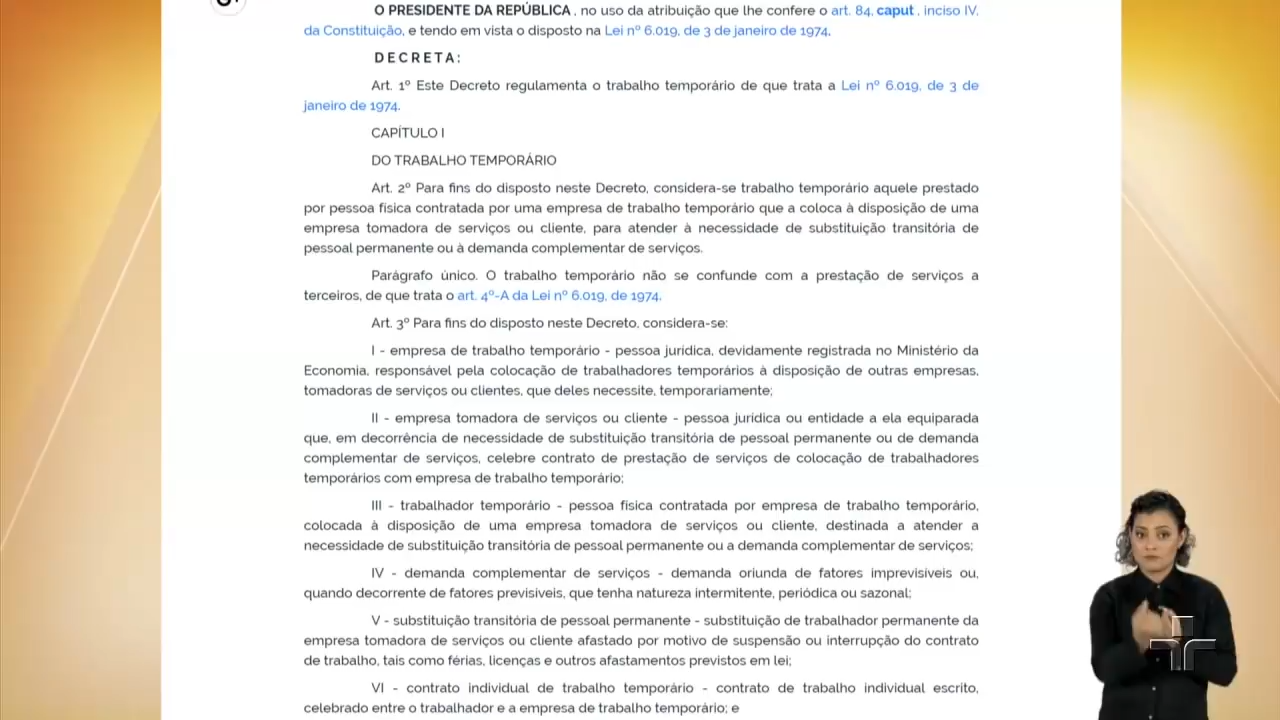 O PRESIDENTE DA REPÚBLICA , no uso da atribuição que lhe confere o art. 84, caput , inciso IV,
da Constituição, e tendo em vista o disposto na Lei nº 6.019, de 3 de janeiro de 1974,
D E C R E T A :
Art. 1º Este Decreto regulamenta o trabalho temporário de que trata a Lei nº 6.019, de 3 de
janeiro de 1974.
CAPÍTULO I
DO TRABALHO TEMPORÁRIO
Art. 2º Para fins do disposto neste Decreto, considera-se trabalho temporário aquele prestado
por pessoa física contratada por uma empresa de trabalho temporário que a coloca à disposição de uma
empresa tomadora de serviços ou cliente, para atender à necessidade de substituição transitória de
pessoal permanente ou à demanda complementar de serviços.
Parágrafo único. O trabalho temporário não se confunde com a prestação de serviços a
terceiros, de que trata o art. 4º-A da Lei nº 6.019, de 1974.
Art. 3º Para fins do disposto neste Decreto, considera-se:
I - empresa de trabalho temporário - pessoa jurídica, devidamente registrada no Ministério da
Economia, responsável pela colocação de trabalhadores temporários à disposição de outras empresas,
tomadoras de serviços ou clientes, que deles necessite, temporariamente;
II - empresa tomadora de serviços ou cliente - pessoa jurídica ou entidade a ela equiparada
que, em decorrência de necessidade de substituição transitória de pessoal permanente ou de demanda
complementar de serviços, celebre contrato de prestação de serviços de colocação de trabalhadores
temporários com empresa de trabalho temporário;
III - trabalhador temporário - pessoa física contratada por empresa de trabalho temporário,
colocada à disposição de uma empresa tomadora de serviços ou cliente, destinada a atender a
necessidade de substituição transitória de pessoal permanente ou a demanda complementar de serviços;
IV - demanda complementar de serviços - demanda oriunda de fatores imprevisíveis ou,
quando decorrente de fatores previsíveis, que tenha natureza intermitente, periódica ou sazonal;
V - substituição transitória de pessoal permanente - substituição de trabalhador permanente da
empresa tomadora de serviços ou cliente afastado por motivo de suspensão ou interrupção do contrato
de trabalho, tais como férias, licenças e outros afastamentos previstos em lei;
VI - contrato individual de trabalho temporário - contrato de trabalho individual escrito,
celebrado entre o trabalhador e a empresa de trabalho temporário; e